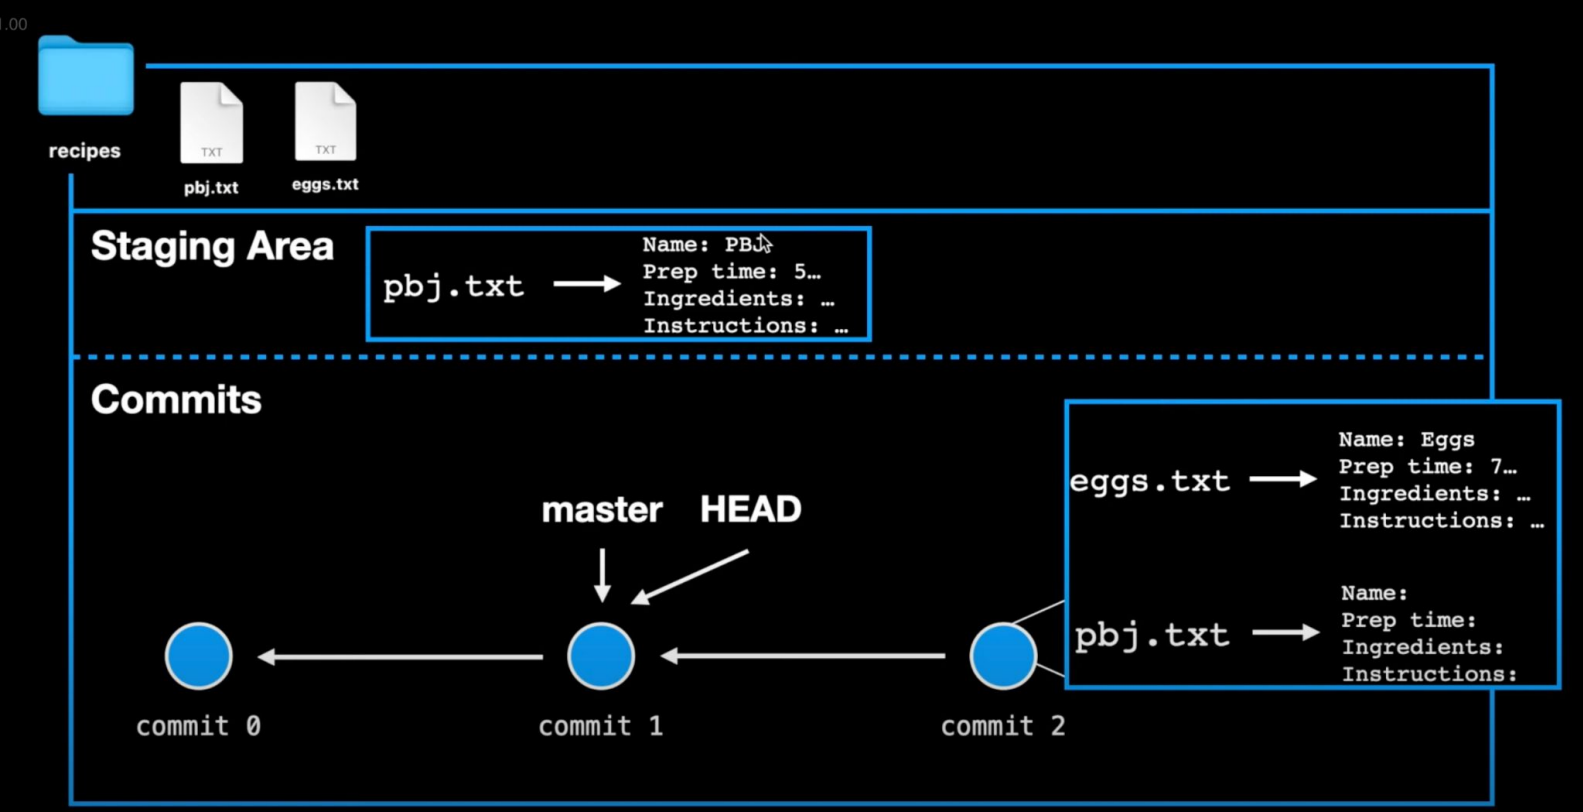 1.00
recipes
TXT
pbj.txt
TXT
eggs.txt
Staging Area
pbj.txt
Name: PBJ
Prep time: 5…
Ingredients: …
Instructions: …
Commits
master
HEAD
commit 0
commit 1
commit 2
eggs.txt
Name: Eggs
Prep time: 7…
Ingredients: …
Instructions: …
pbj.txt
Name:
Prep time:
Ingredients:
Instructions: